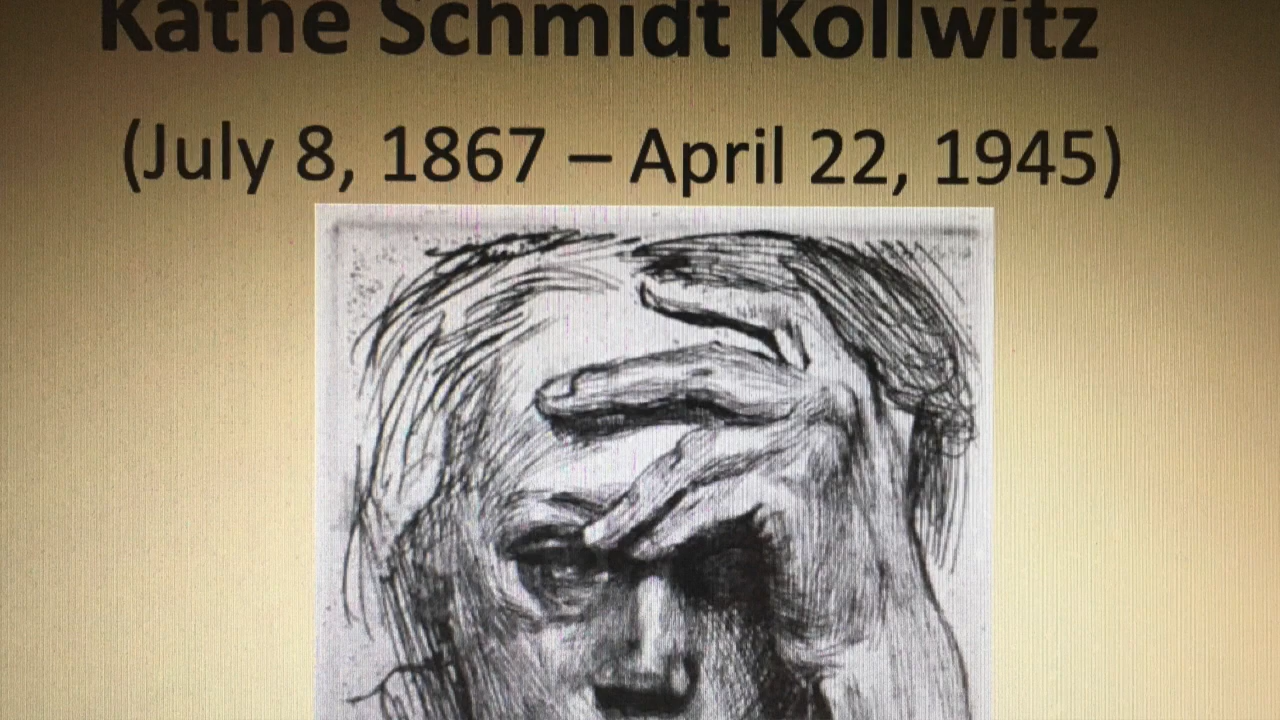 Kathe Schmidt Kollwitz
(July 8, 1867 – April 22, 1945)